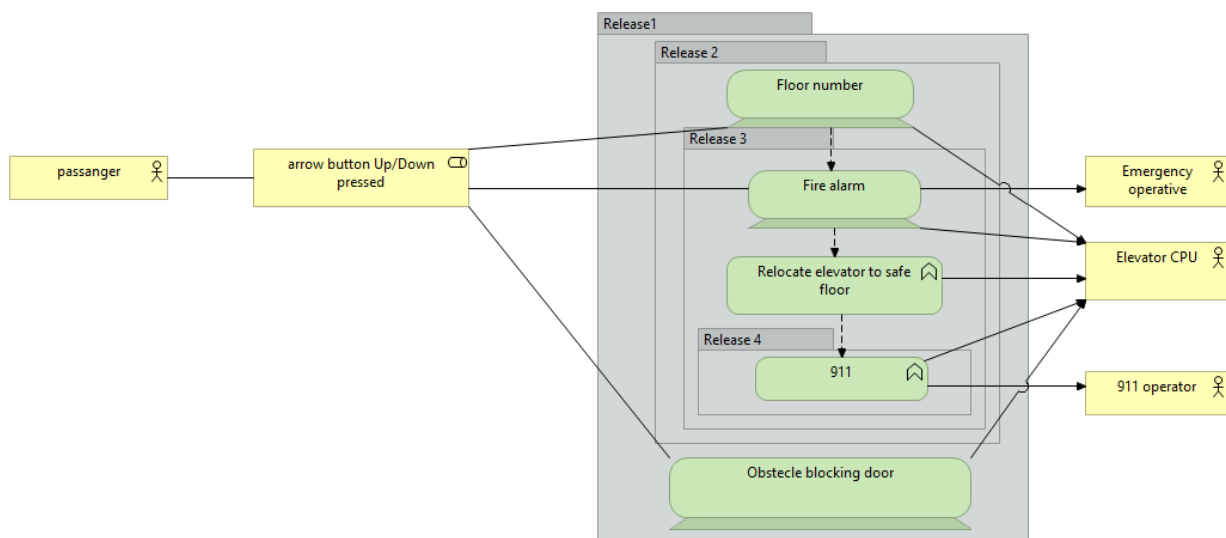 Release1
Release 2
Floor number
Release 3
passanger
arrow button Up/Down
pressed
Fire alarm
Emergency
operative
Relocate elevator to safe
floor
Elevator CPU
Release 4
911
911 operator
Obstecle blocking door